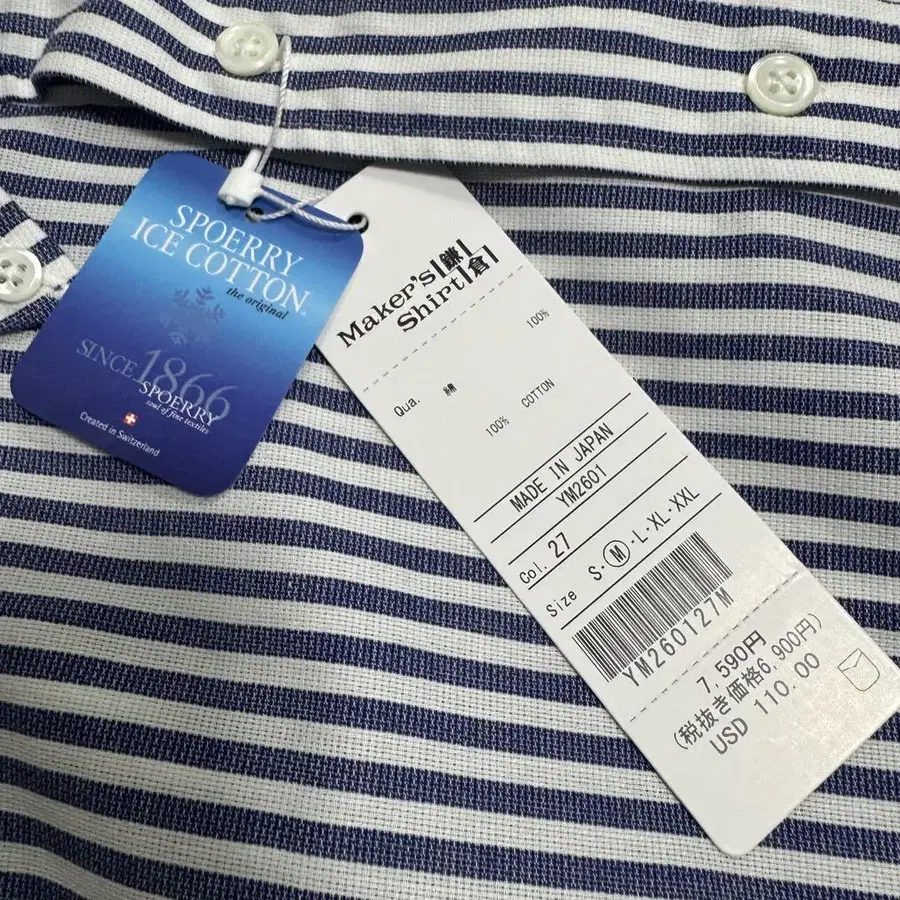 SPOERRY
ICE COTTON®
the original
SINCE 1866
SPOERRY
soul of fine textiles
Created in Switzerland
Maker's 鎌
Shirt 倉
100%
Qua. 綿
COTTON
100%
MADE IN JAPAN
YM2601
Col. 27
Size S・M・L・XL・XXL
YM260127M
7,590円
(税抜き価格6,900円)
USD 110.00